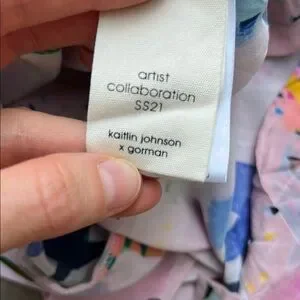 artist
collaboration
SS21
kaitlin johnson
x gorman